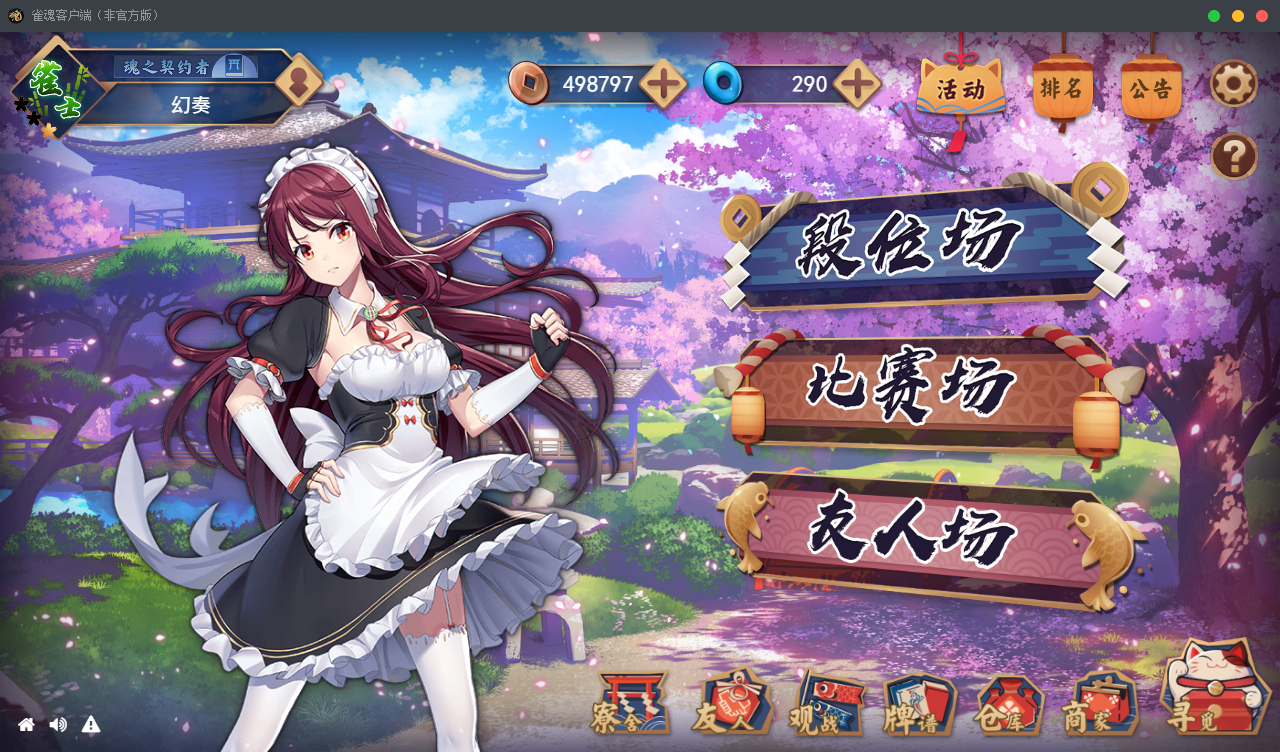 雀魂客户端（非官方版）
雀士
魂之契约者
幻奏
498797
290
活动
排名
公告
?
段位场
比赛场
友人场
寮舍
友人
观战
牌谱
仓库
商家
寻觅